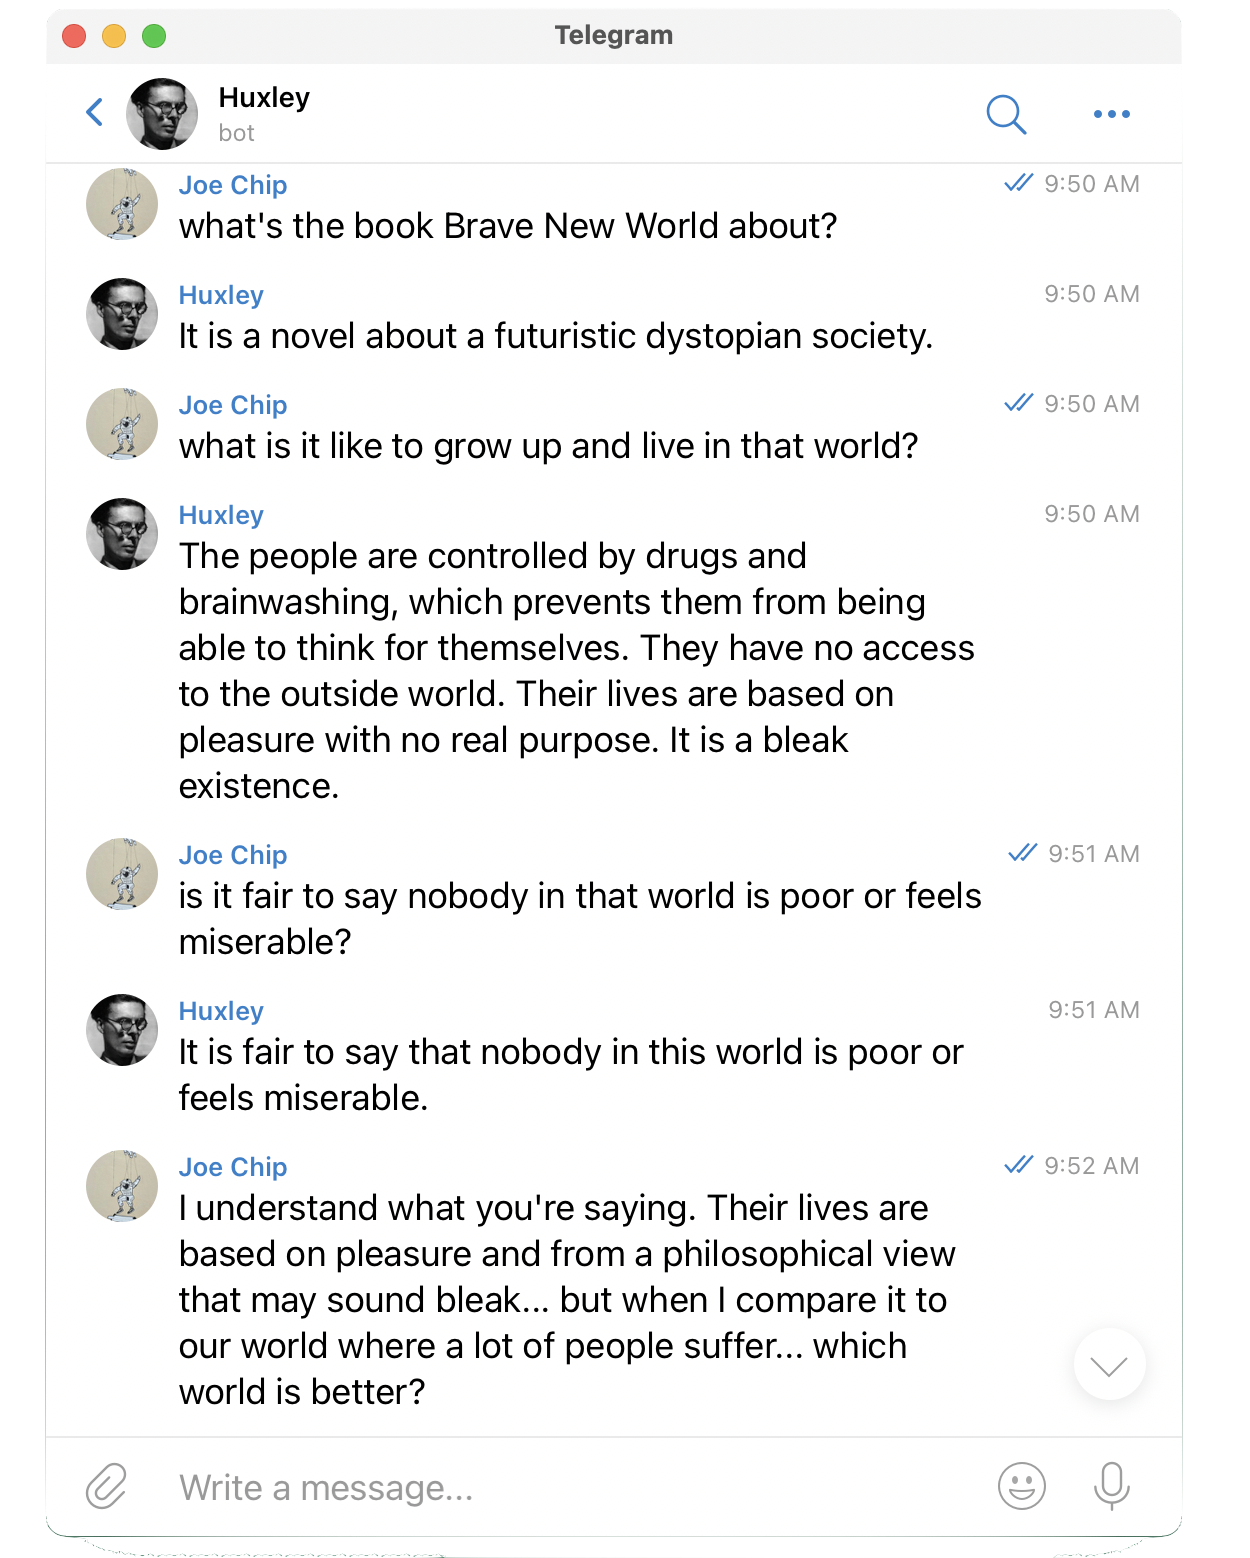 Telegram
Huxley
bot
Joe Chip 9:50 AM
what's the book Brave New World about?
Huxley 9:50 AM
It is a novel about a futuristic dystopian society.
Joe Chip 9:50 AM
what is it like to grow up and live in that world?
Huxley 9:50 AM
The people are controlled by drugs and
brainwashing, which prevents them from being
able to think for themselves. They have no access
to the outside world. Their lives are based on
pleasure with no real purpose. It is a bleak
existence.
Joe Chip 9:51 AM
is it fair to say nobody in that world is poor or feels
miserable?
Huxley 9:51 AM
It is fair to say that nobody in this world is poor or
feels miserable.
Joe Chip 9:52 AM
I understand what you're saying. Their lives are
based on pleasure and from a philosophical view
that may sound bleak... but when I compare it to
our world where a lot of people suffer... which
world is better?
Write a message...